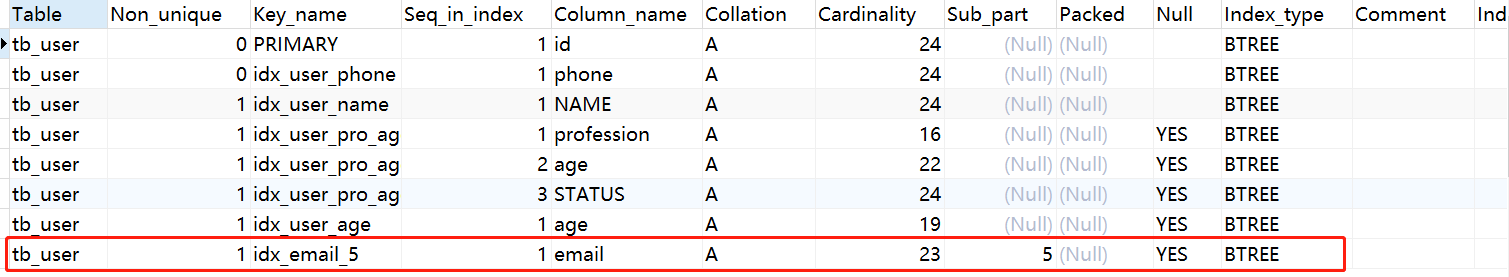 Table Non_unique Key_name Seq_in_index Column_name Collation Cardinality Sub_part Packed Null Index_type Comment Ind
tb_user 0 PRIMARY 1 id A 24 (Null) (Null) BTREE
tb_user 0 idx_user_phone 1 phone A 24 (Null) (Null) BTREE
tb_user 1 idx_user_name 1 NAME A 24 (Null) (Null) BTREE
tb_user 1 idx_user_pro_ag 1 profession A 16 (Null) (Null) YES BTREE
tb_user 1 idx_user_pro_ag 2 age A 22 (Null) (Null) YES BTREE
tb_user 1 idx_user_pro_ag 3 STATUS A 24 (Null) (Null) YES BTREE
tb_user 1 idx_user_age 1 age A 19 (Null) (Null) YES BTREE
tb_user 1 idx_email_5 1 email A 23 5 (Null) YES BTREE